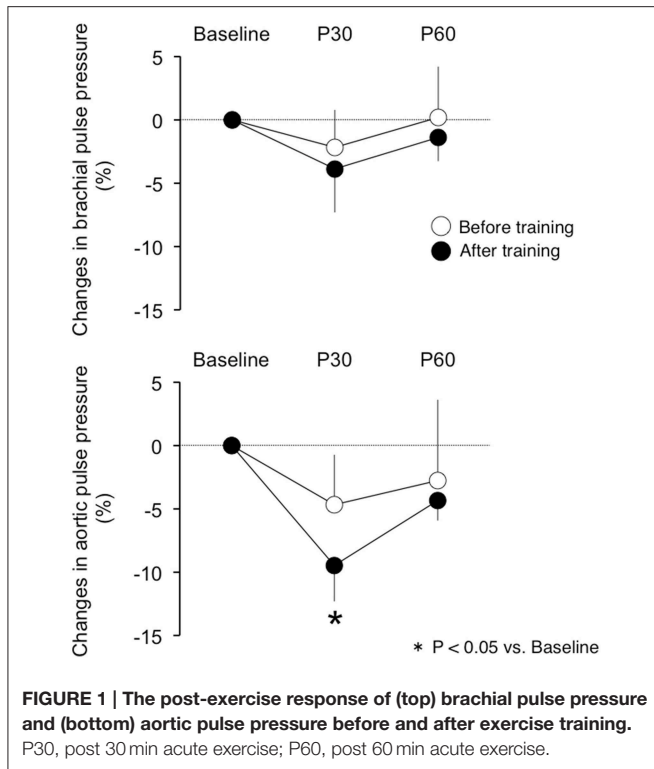 Baseline P30 P60
5
0
-5
-10
-15
Changes in brachial pulse pressure
(%)
Before training
After training
Baseline P30 P60
5
0
-5
-10
-15
Changes in aortic pulse pressure
(%)
*
* P < 0.05 vs. Baseline
FIGURE 1 | The post-exercise response of (top) brachial pulse pressure
and (bottom) aortic pulse pressure before and after exercise training.
P30, post 30 min acute exercise; P60, post 60 min acute exercise.